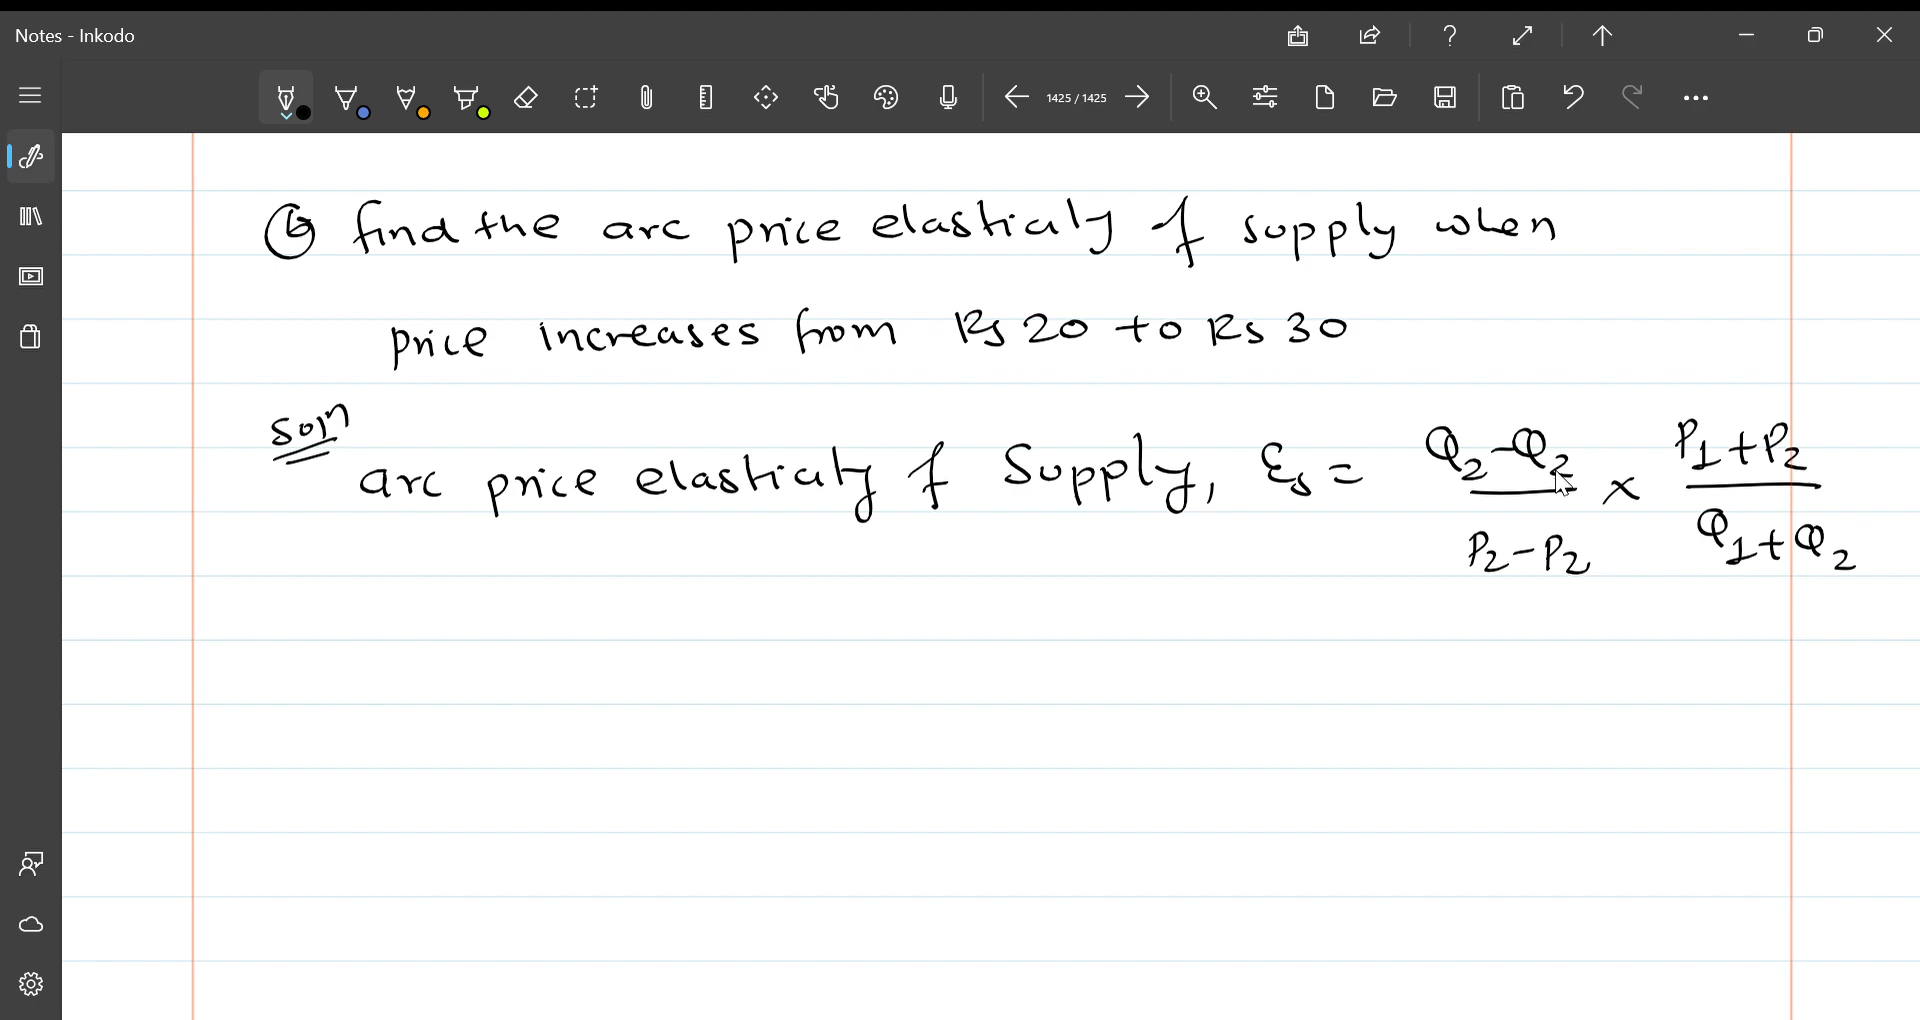 Notes - Inkodo
1425 / 1425
⑥ find the arc price elasticity of supply when
price increases from Rs 20 to Rs 30
Soln
arc price elasticity of Supply, Es = Q2-Q2 / P2-P2 × P1+P2 / Q1+Q2